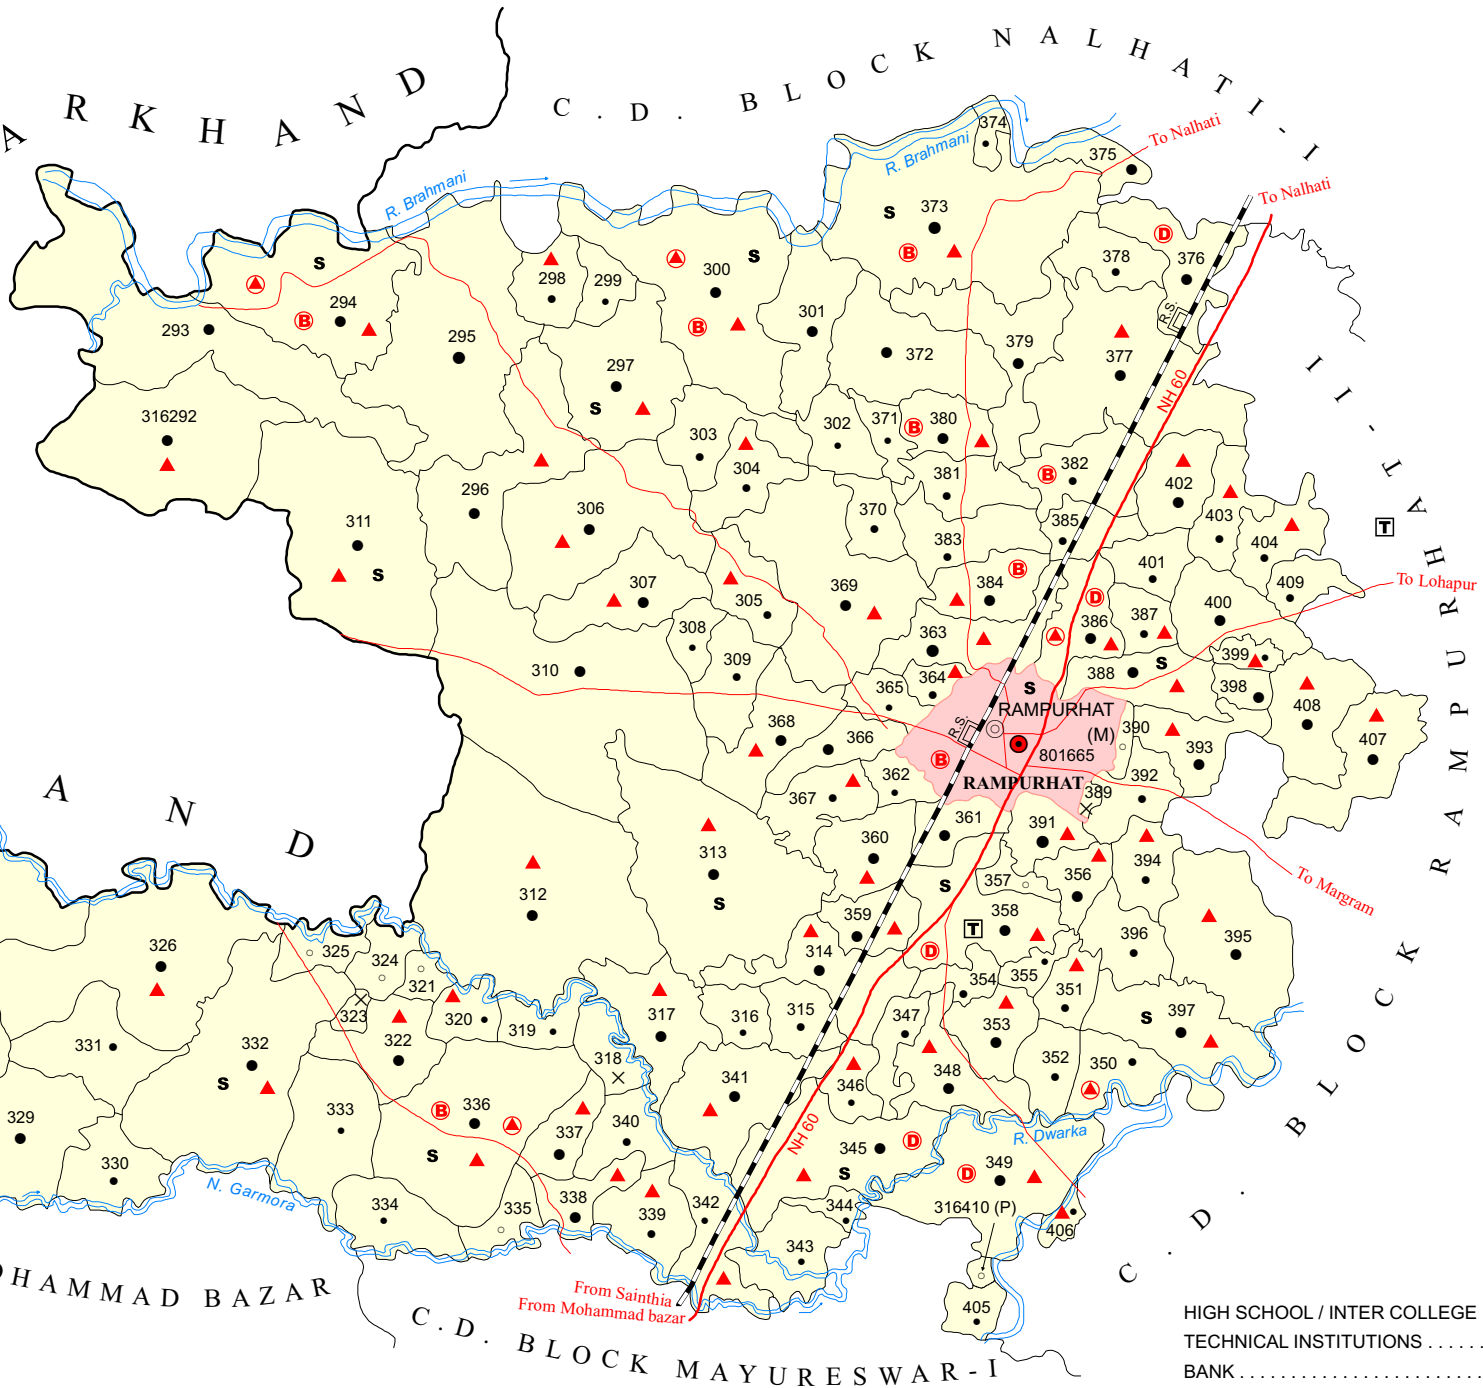 ARKHAND
C . D . BLOCK NALHATI-I
I I - T
RAMPURHAT
C . D . BLOCK RAMPURHA
AND
OHAMMAD BAZAR
C.D. BLOCK MAYURESWAR-I
R. Brahmani
R. Brahmani
To Nalhati
To Nalhati
374
375
373
S
B
D
376
378
S
294
B
293
295
298
299
300
S
B
301
372
379
377
R.S.
NH 60
297
S
316292
303
304
302
371
B
380
381
B
382
402
403
404
T
296
306
311
S
370
383
385
401
409
To Lohapur
307
305
369
384
B
D
386
387
400
308
309
310
363
364
365
388
S
399
398
408
407
368
366
362
367
R.S.
S
RAMPURHAT
(M)
801665
B
RAMPURHAT
390
389
392
393
313
S
312
360
361
391
S
357
356
394
To Margram
359
358
T
D
314
354
355
396
395
326
325
324
321
323
320
319
322
317
316
315
347
353
351
S
397
331
332
S
318
341
346
348
352
350
329
333
B
336
S
337
340
345
S
D
NH 60
R. Dwarka
D
349
330
N. Garmora
334
335
338
339
342
344
316410 (P)
406
343
405
From Sainthia
From Mohammad bazar
HIGH SCHOOL / INTER COLLEGE
TECHNICAL INSTITUTIONS . . . . . .
BANK . . . . . . . . . . . . . . . . . . . . . . . . . .